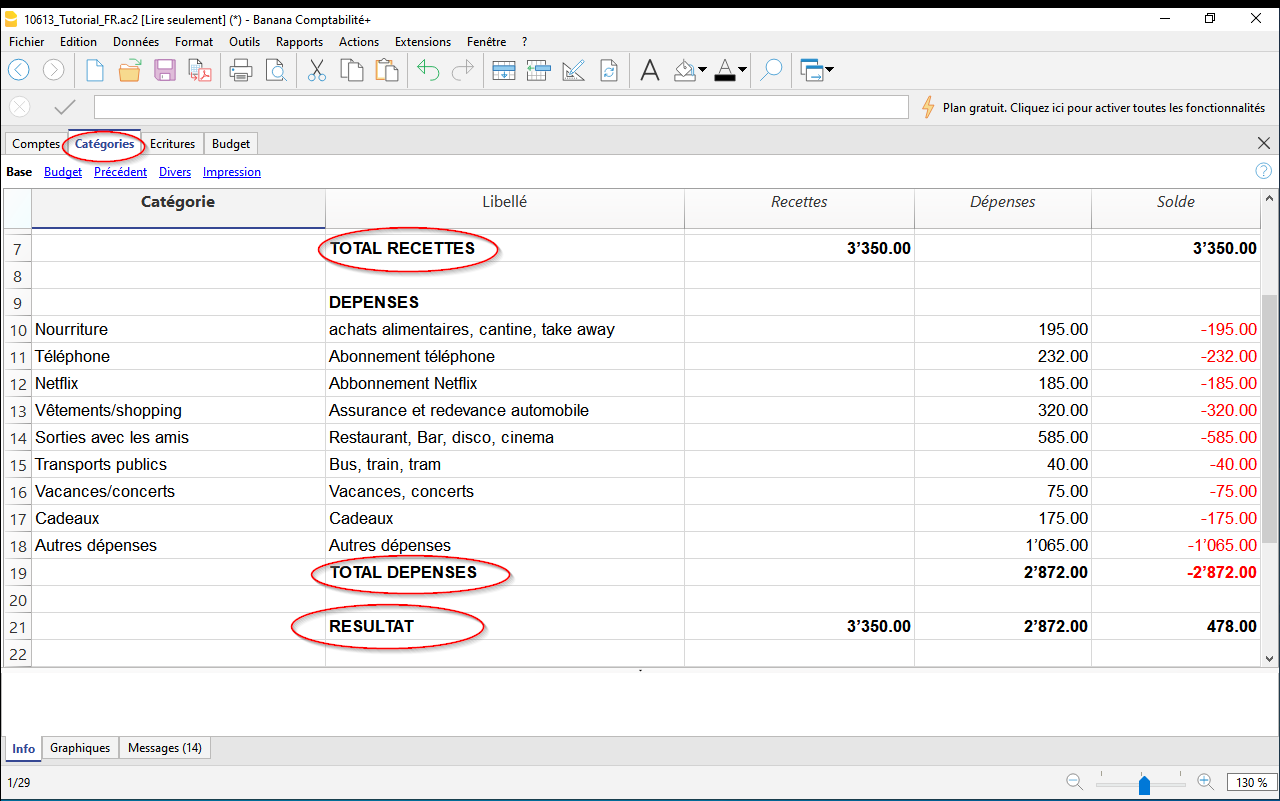 10613_Tutorial_FR.ac2 [Lire seulement] (*) - Banana Comptabilité+
Fichier Edition Données Format Outils Rapports Actions Extensions Fenêtre ?
Plan gratuit. Cliquez ici pour activer toutes les fonctionnalités
Comptes Catégories Ecritures Budget
Base Budget Précédent Divers Impression
Catégorie Libellé Recettes Dépenses Solde
7 TOTAL RECETTES 3’350.00 3’350.00
8
9 DEPENSES
10 Nourriture achats alimentaires, cantine, take away 195.00 -195.00
11 Téléphone Abonnement téléphone 232.00 -232.00
12 Netflix Abbonnement Netflix 185.00 -185.00
13 Vêtements/shopping Assurance et redevance automobile 320.00 -320.00
14 Sorties avec les amis Restaurant, Bar, disco, cinema 585.00 -585.00
15 Transports publics Bus, train, tram 40.00 -40.00
16 Vacances/concerts Vacances, concerts 75.00 -75.00
17 Cadeaux Cadeaux 175.00 -175.00
18 Autres dépenses Autres dépenses 1’065.00 -1’065.00
19 TOTAL DEPENSES 2’872.00 -2’872.00
20
21 RESULTAT 3’350.00 2’872.00 478.00
22
Info Graphiques Messages (14)
1/29 130 %